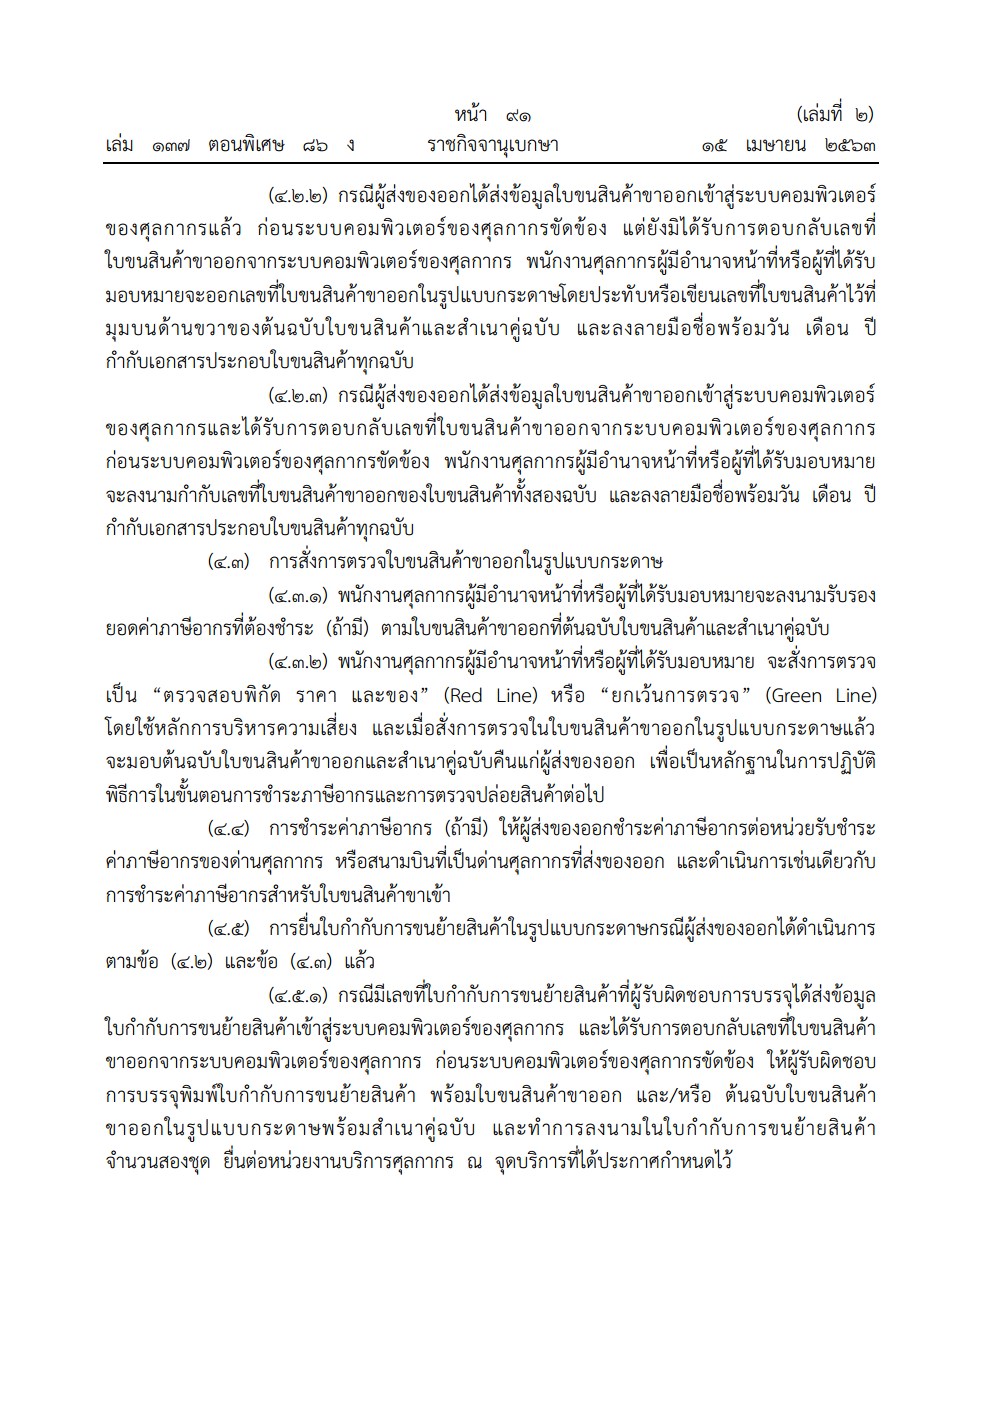 หน้า ๙๑
(เล่มที่ ๒)
เล่ม ๑๓๗ ตอนพิเศษ ๘๖ ง ราชกิจจานุเบกษา ๑๕ เมษายน ๒๕๖๓
(๔.๒.๒) กรณีผู้ส่งของออกได้ส่งข้อมูลใบขนสินค้าขาออกเข้าสู่ระบบคอมพิวเตอร์
ของศุลกากรแล้ว ก่อนระบบคอมพิวเตอร์ของศุลกากรขัดข้อง แต่ยังมิได้รับการตอบกลับเลขที่
ใบขนสินค้าขาออกจากระบบคอมพิวเตอร์ของศุลกากร พนักงานศุลกากรผู้มีอำนาจหน้าที่หรือผู้ที่ได้รับ
มอบหมายจะออกเลขที่ใบขนสินค้าขาออกในรูปแบบกระดาษโดยประทับหรือเขียนเลขที่ใบขนสินค้าไว้ที่
มุมบนด้านขวาของต้นฉบับใบขนสินค้าและสำเนาคู่ฉบับ และลงลายมือชื่อพร้อมวัน เดือน ปี
กำกับเอกสารประกอบใบขนสินค้าทุกฉบับ
(๔.๒.๓) กรณีผู้ส่งของออกได้ส่งข้อมูลใบขนสินค้าขาออกเข้าสู่ระบบคอมพิวเตอร์
ของศุลกากรและได้รับการตอบกลับเลขที่ใบขนสินค้าขาออกจากระบบคอมพิวเตอร์ของศุลกากร
ก่อนระบบคอมพิวเตอร์ของศุลกากรขัดข้อง พนักงานศุลกากรผู้มีอำนาจหน้าที่หรือผู้ที่ได้รับมอบหมาย
จะลงนามกำกับเลขที่ใบขนสินค้าขาออกของใบขนสินค้าทั้งสองฉบับ และลงลายมือชื่อพร้อมวัน เดือน ปี
กำกับเอกสารประกอบใบขนสินค้าทุกฉบับ
(๔.๓) การสั่งการตรวจใบขนสินค้าขาออกในรูปแบบกระดาษ
(๔.๓.๑) พนักงานศุลกากรผู้มีอำนาจหน้าที่หรือผู้ที่ได้รับมอบหมายจะลงนามรับรอง
ยอดค่าภาษีอากรที่ต้องชำระ (ถ้ามี) ตามใบขนสินค้าขาออกที่ต้นฉบับใบขนสินค้าและสำเนาคู่ฉบับ
(๔.๓.๒) พนักงานศุลกากรผู้มีอำนาจหน้าที่หรือผู้ที่ได้รับมอบหมาย จะสั่งการตรวจ
เป็น “ตรวจสอบพิกัด ราคา และของ” (Red Line) หรือ “ยกเว้นการตรวจ” (Green Line)
โดยใช้หลักการบริหารความเสี่ยง และเมื่อสั่งการตรวจในใบขนสินค้าขาออกในรูปแบบกระดาษแล้ว
จะมอบต้นฉบับใบขนสินค้าขาออกและสำเนาคู่ฉบับคืนแก่ผู้ส่งของออก เพื่อเป็นหลักฐานในการปฏิบัติ
พิธีการในขั้นตอนการชำระภาษีอากรและการตรวจปล่อยสินค้าต่อไป
(๔.๔) การชำระค่าภาษีอากร (ถ้ามี) ให้ผู้ส่งของออกชำระค่าภาษีอากรต่อหน่วยรับชำระ
ค่าภาษีอากรของด่านศุลกากร หรือสนามบินที่เป็นด่านศุลกากรที่ส่งของออก และดำเนินการเช่นเดียวกับ
การชำระค่าภาษีอากรสำหรับใบขนสินค้าขาเข้า
(๔.๕) การยื่นใบกำกับการขนย้ายสินค้าในรูปแบบกระดาษกรณีผู้ส่งของออกได้ดำเนินการ
ตามข้อ (๔.๒) และข้อ (๔.๓) แล้ว
(๔.๕.๑) กรณีมีเลขที่ใบกำกับการขนย้ายสินค้าที่ผู้รับผิดชอบการบรรจุได้ส่งข้อมูล
ใบกำกับการขนย้ายสินค้าเข้าสู่ระบบคอมพิวเตอร์ของศุลกากร และได้รับการตอบกลับเลขที่ใบขนสินค้า
ขาออกจากระบบคอมพิวเตอร์ของศุลกากร ก่อนระบบคอมพิวเตอร์ของศุลกากรขัดข้อง ให้ผู้รับผิดชอบ
การบรรจุพิมพ์ใบกำกับการขนย้ายสินค้า พร้อมใบขนสินค้าขาออก และ/หรือ ต้นฉบับใบขนสินค้า
ขาออกในรูปแบบกระดาษพร้อมสำเนาคู่ฉบับ และทำการลงนามในใบกำกับการขนย้ายสินค้า
จำนวนสองชุด ยื่นต่อหน่วยงานบริการศุลกากร ณ จุดบริการที่ได้ประกาศกำหนดไว้